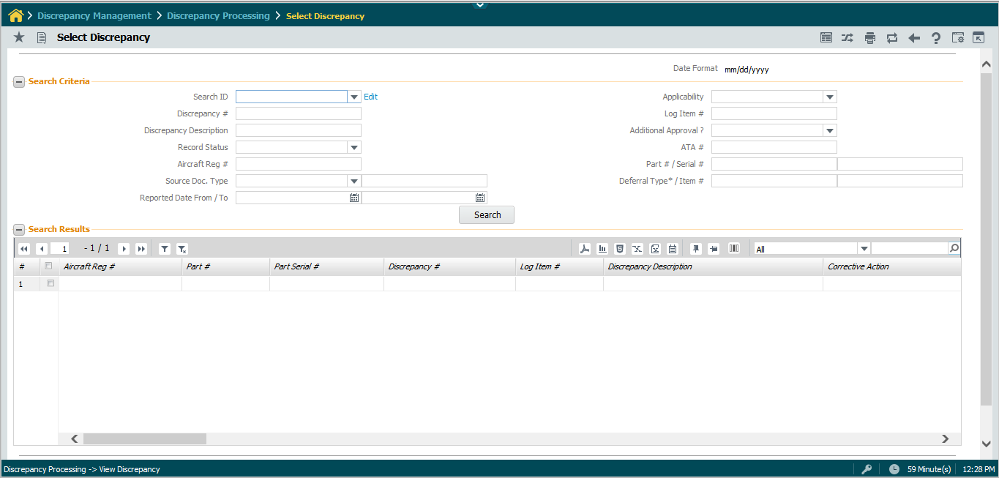 Discrepancy Management > Discrepancy Processing > Select Discrepancy
Select Discrepancy
Date Format mm/dd/yyyy
Search Criteria
Search ID Edit Applicability
Discrepancy # Log Item #
Discrepancy Description Additional Approval ?
Record Status ATA #
Aircraft Reg # Part # / Serial #
Source Doc. Type Deferral Type* / Item #
Reported Date From / To
Search
Search Results
1 - 1 / 1 All
# Aircraft Reg # Part # Part Serial # Discrepancy # Log Item # Discrepancy Description Corrective Action
1
Discrepancy Processing -> View Discrepancy 59 Minute(s) 12:28 PM